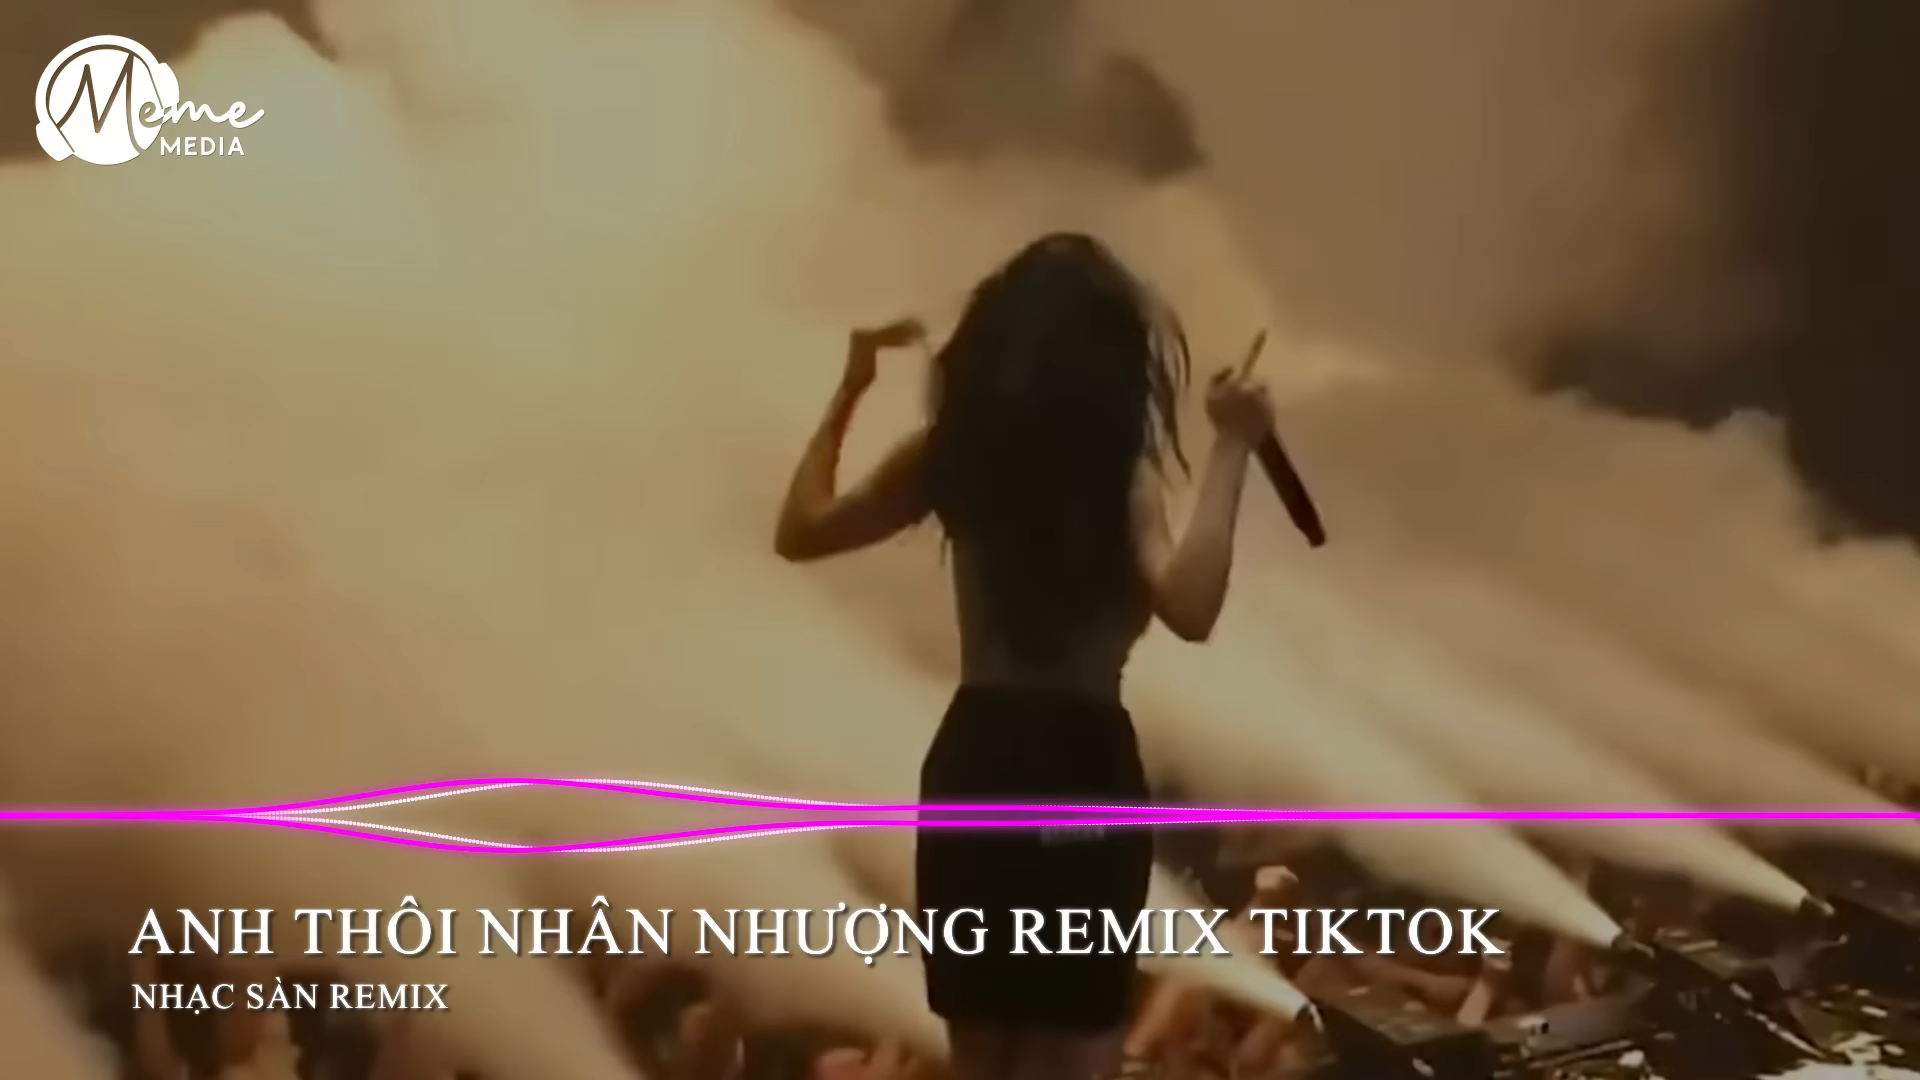 Meme
MEDIA
ANH THÔI NHÂN NHƯỢNG REMIX TIKTOK
NHẠC SÀN REMIX